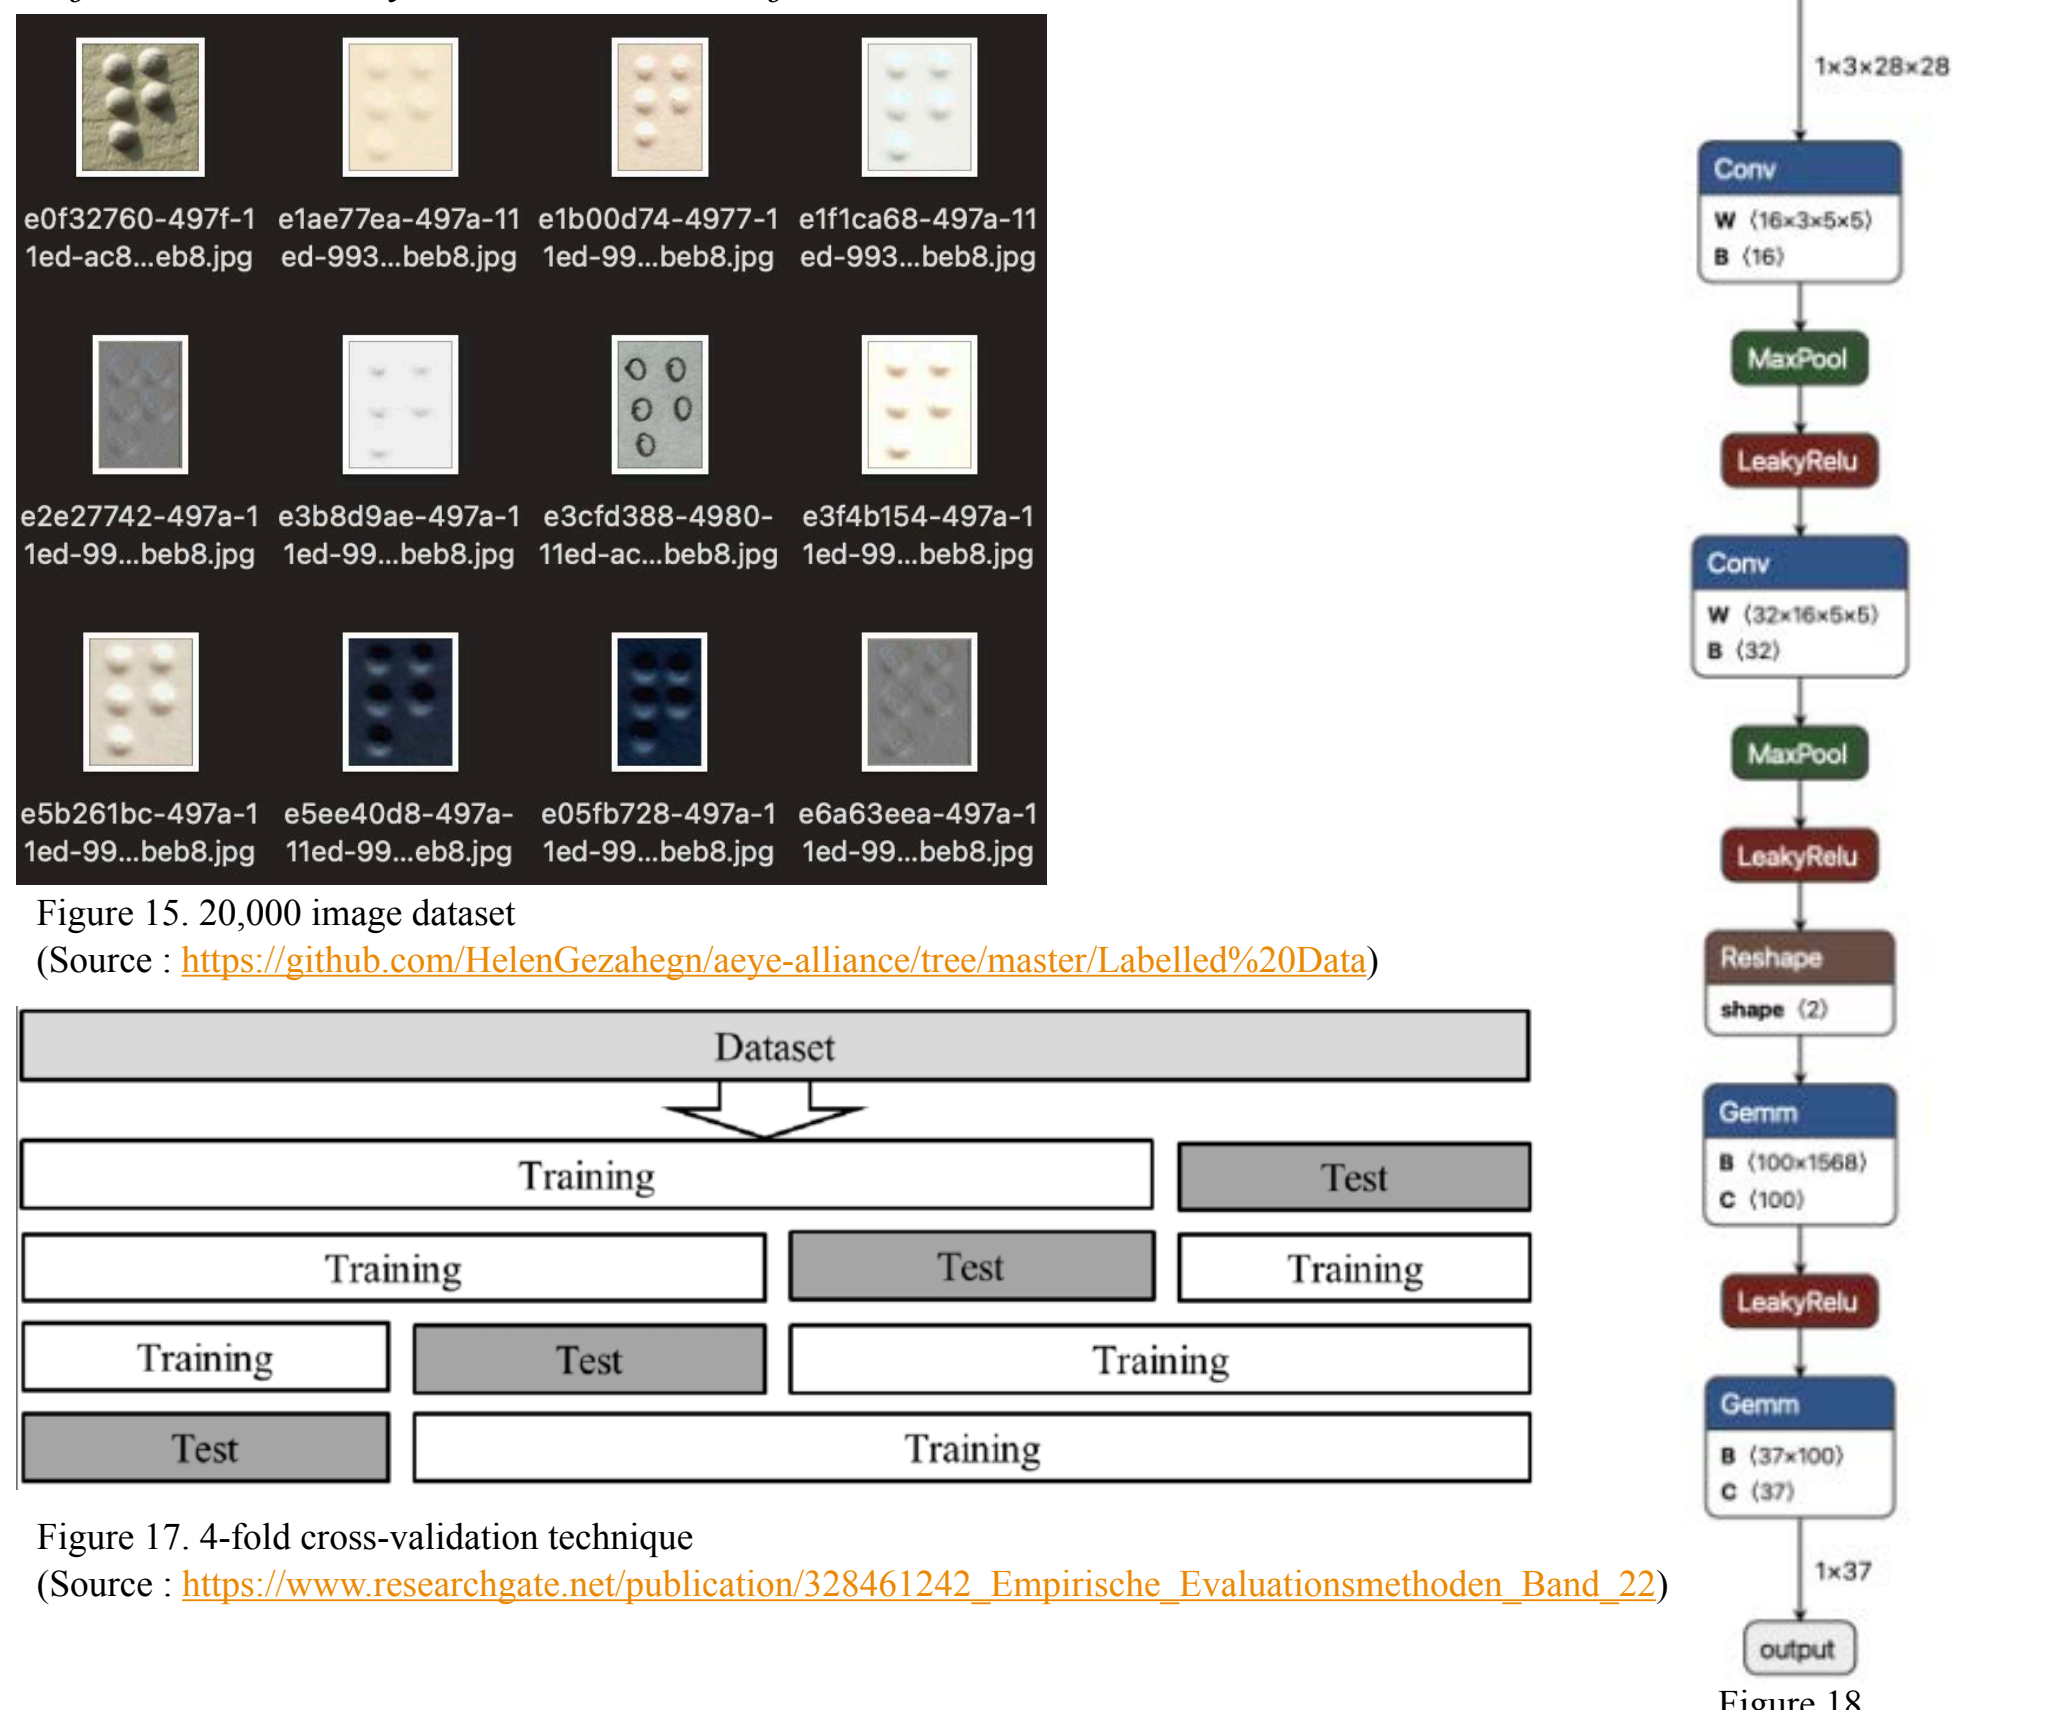 e0f32760-497f-1 e1ae77ea-497a-11 e1b00d74-4977-1 e1f1ca68-497a-11
1ed-ac8...eb8.jpg ed-993...beb8.jpg 1ed-99...beb8.jpg ed-993...beb8.jpg
e2e27742-497a-1 e3b8d9ae-497a-1 e3cfd388-4980- e3f4b154-497a-1
1ed-99...beb8.jpg 1ed-99...beb8.jpg 11ed-ac...beb8.jpg 1ed-99...beb8.jpg
e5b261bc-497a-1 e5ee40d8-497a- e05fb728-497a-1 e6a63eea-497a-1
1ed-99...beb8.jpg 11ed-99...eb8.jpg 1ed-99...beb8.jpg 1ed-99...beb8.jpg
Figure 15. 20,000 image dataset
(Source : https://github.com/HelenGezahegn/aeye-alliance/tree/master/Labelled%20Data)
Dataset
Training Test
Training Test Training
Training Test Training
Test Training
Figure 17. 4-fold cross-validation technique
(Source : https://www.researchgate.net/publication/328461242_Empirische_Evaluationsmethoden_Band_22)
1×3×28×28
Conv
W ⟨16×3×5×5⟩
B ⟨16⟩
MaxPool
LeakyRelu
Conv
W ⟨32×16×5×5⟩
B ⟨32⟩
MaxPool
LeakyRelu
Reshape
shape ⟨2⟩
Gemm
B ⟨100×1568⟩
C ⟨100⟩
LeakyRelu
Gemm
B ⟨37×100⟩
C ⟨37⟩
1×37
output
Figure 18